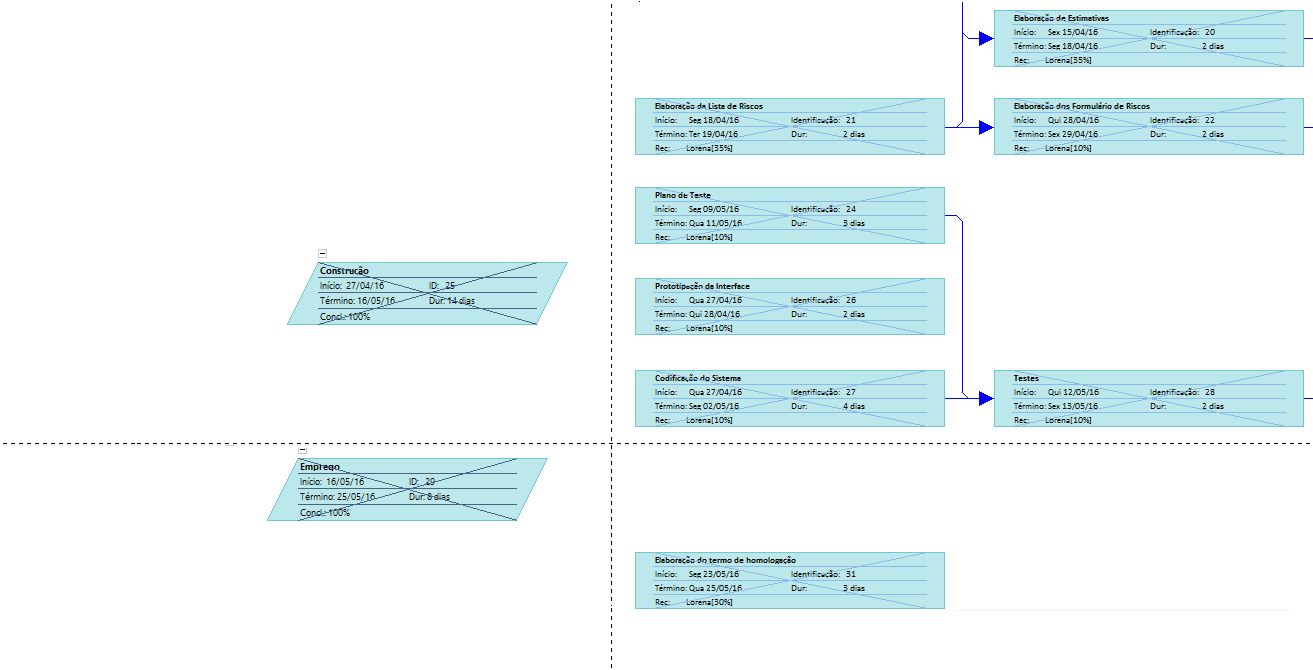 Elaboração de Estimativas
Início: Sex 15/04/16 Identificação: 20
Término: Seg 18/04/16 Dur: 2 dias
Rec: Lorena[35%]
Elaboração da Lista de Riscos
Início: Seg 18/04/16 Identificação: 21
Término: Ter 19/04/16 Dur: 2 dias
Rec: Lorena[35%]
Elaboração dos Formulário de Riscos
Início: Qui 28/04/16 Identificação: 22
Término: Sex 29/04/16 Dur: 2 dias
Rec: Lorena[10%]
Plano de Teste
Início: Seg 09/05/16 Identificação: 24
Término: Qua 11/05/16 Dur: 3 dias
Rec: Lorena[10%]
Construção
Início: 27/04/16 ID: 25
Término: 16/05/16 Dur: 14 dias
Concl.: 100%
Prototipação da Interface
Início: Qua 27/04/16 Identificação: 26
Término: Qui 28/04/16 Dur: 2 dias
Rec: Lorena[10%]
Codificação do Sistema
Início: Qua 27/04/16 Identificação: 27
Término: Seg 02/05/16 Dur: 4 dias
Rec: Lorena[10%]
Testes
Início: Qui 12/05/16 Identificação: 28
Término: Sex 13/05/16 Dur: 2 dias
Rec: Lorena[10%]
Emprego
Início: 16/05/16 ID: 29
Término: 25/05/16 Dur: 8 dias
Concl.: 100%
Elaboração do termo de homologação
Início: Seg 23/05/16 Identificação: 31
Término: Qua 25/05/16 Dur: 3 dias
Rec: Lorena[30%]